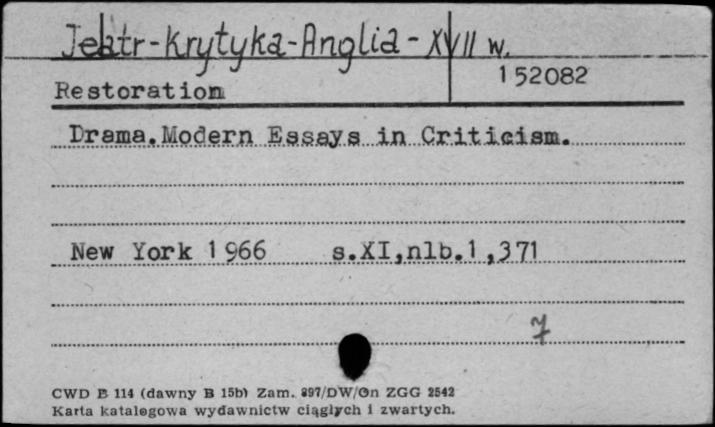 Teatr-Krytyka-Anglia - XVII w.
152082
Restoration
Drama.Modern Essays in Criticism.
New York 1966 s.XI,nlb.1,371
7
CWD B 114 (dawny B 15b) Zam. 897/DW/On ZGG 2542
Karta katalogowa wydawnictw ciągłych i zwartych.